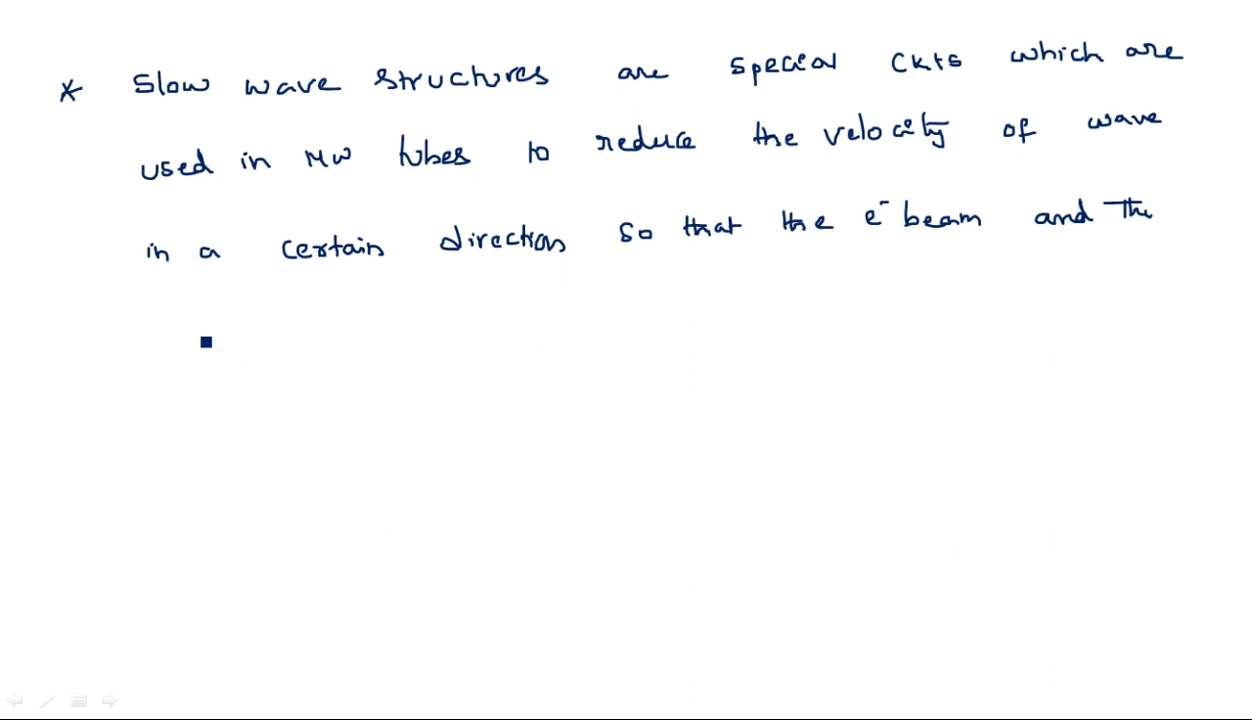 * Slow wave structures are special ckts which are
used in MW tubes to reduce the velocity of wave
in a certain direction so that the e⁻ beam and the